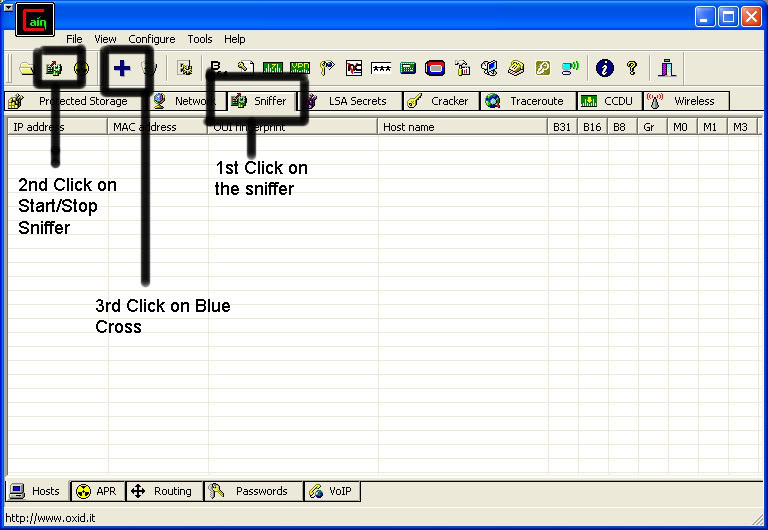 Cain
File View Configure Tools Help
Protected Storage Network Sniffer LSA Secrets Cracker Traceroute CCDU Wireless
IP address MAC address OUI fingerprint Host name B31 B16 B8 Gr M0 M1 M3
1st Click on
the sniffer
2nd Click on
Start/Stop
Sniffer
3rd Click on Blue
Cross
Hosts APR Routing Passwords VoIP
http://www.oxid.it